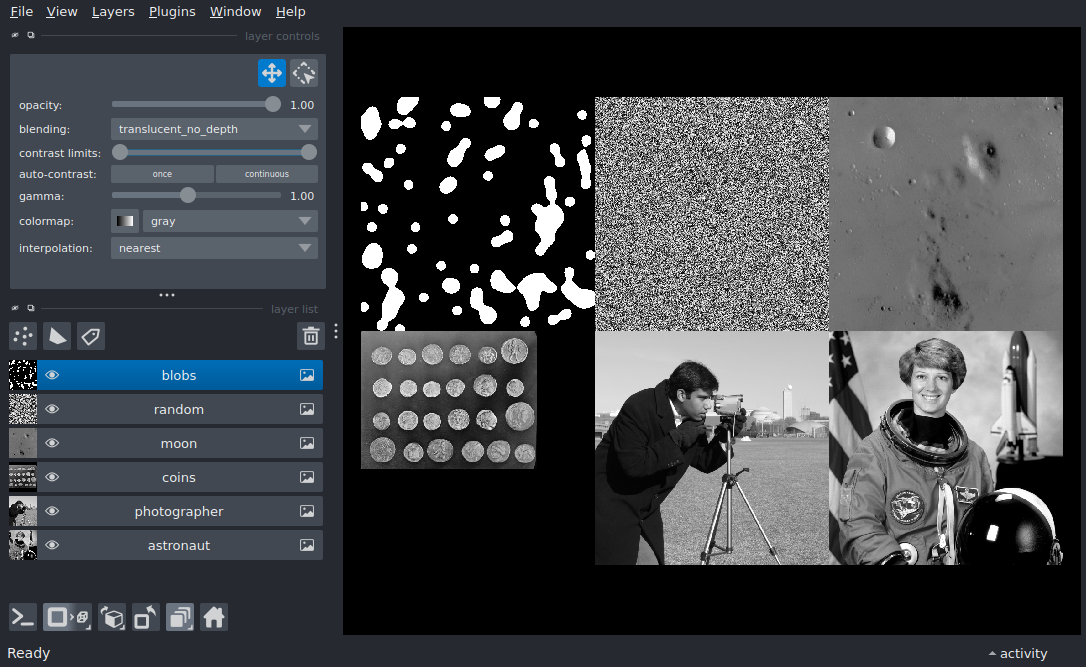 File View Layers Plugins Window Help
layer controls
opacity: 1.00
blending: translucent_no_depth
contrast limits:
auto-contrast: once continuous
gamma: 1.00
colormap: gray
interpolation: nearest
layer list
blobs
random
moon
coins
photographer
astronaut
Ready
activity